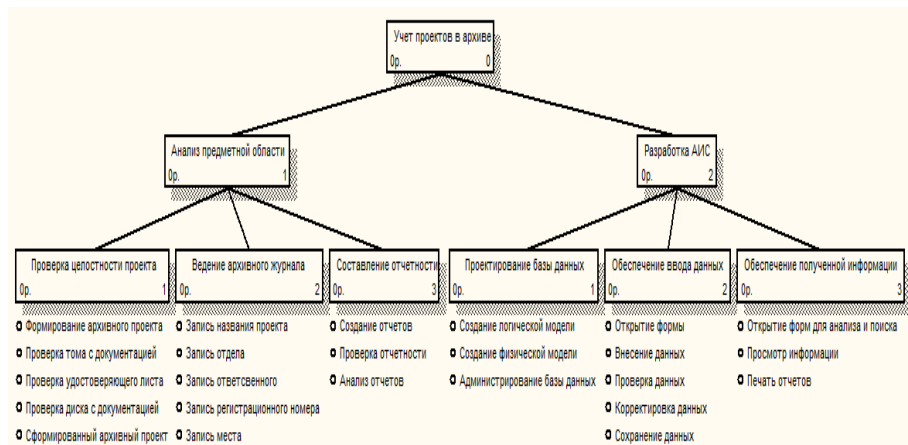 Учет проектов в архиве
0р. 0
Анализ предметной области
0р. 1
Разработка АИС
0р. 2
Проверка целостности проекта
0р. 1
Ведение архивного журнала
0р. 2
Составление отчетности
0р. 3
Проектирование базы данных
0р. 1
Обеспечение ввода данных
0р. 2
Обеспечение полученной информации
0р. 3
Формирование архивного проекта
Проверка тома с документацией
Проверка удостоверяющего листа
Проверка диска с документацией
Сформированный архивный проект
Запись названия проекта
Запись отдела
Запись ответсвенного
Запись регистрационного номера
Запись места
Создание отчетов
Проверка отчетности
Анализ отчетов
Создание логической модели
Создание физической модели
Администрирование базы данных
Открытие формы
Внесение данных
Проверка данных
Корректировка данных
Сохранение данных
Открытие форм для анализа и поиска
Просмотр информации
Печать отчетов